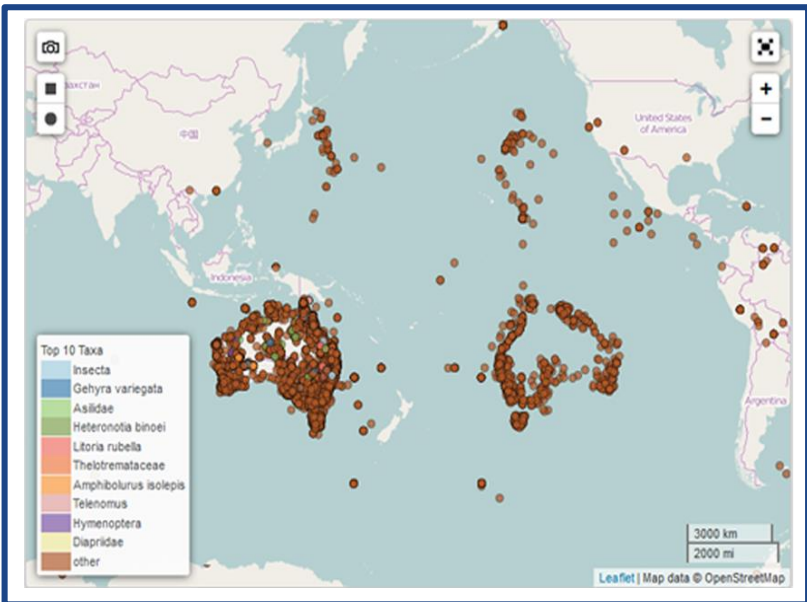 азахстан
中国
United States
of America
Indonesia
Argentina
+
−
Top 10 Taxa
Insecta
Gehyra variegata
Asilidae
Heteronotia binoei
Litoria rubella
Thelotremataceae
Amphibolurus isolepis
Telenomus
Hymenoptera
Diapriidae
other
3000 km
2000 mi
Leaflet | Map data © OpenStreetMap